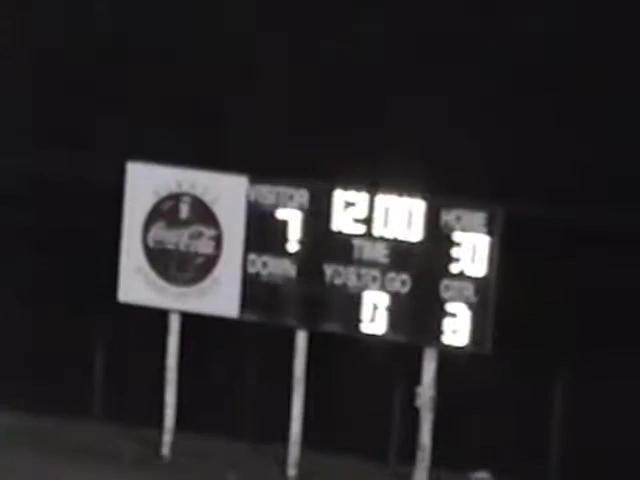 VISITOR 12:00 HOME
7 TIME 30
DOWN YDS TO GO QTR
0 3
Coca-Cola